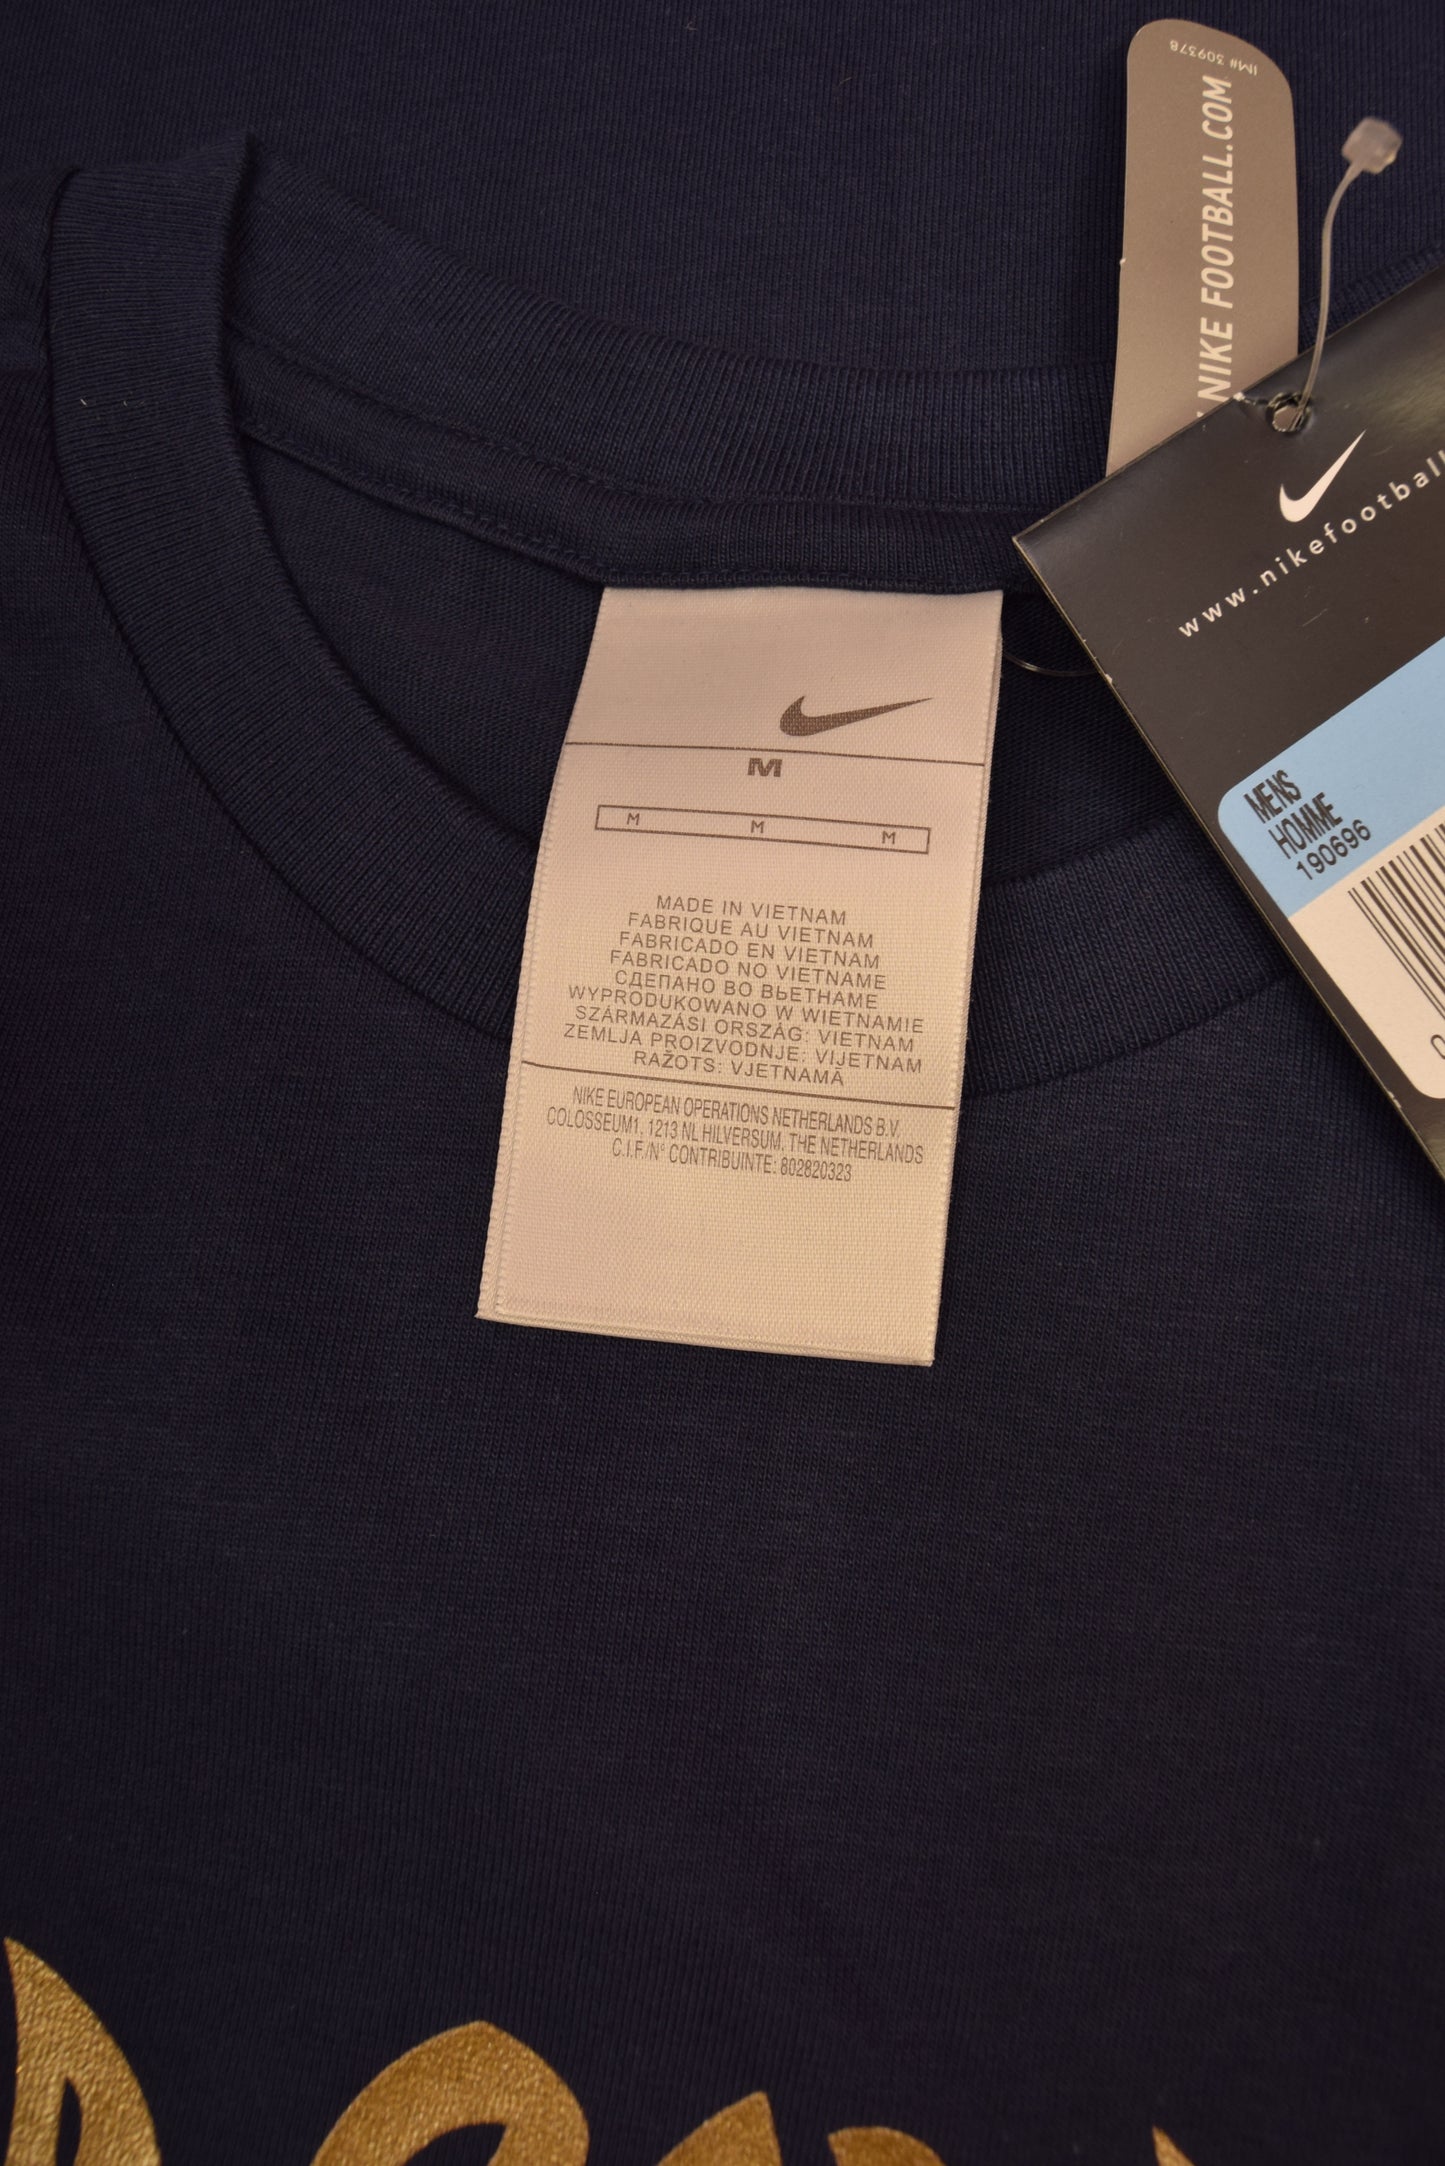 IM# 309378
NIKE FOOTBALL.COM
www.nikefootball
MENS
HOMME
190696
M
M M M
MADE IN VIETNAM
FABRIQUE AU VIETNAM
FABRICADO EN VIETNAM
FABRICADO NO VIETNAME
СДЕПАНО ВО ВЬЕТНАМЕ
WYPRODUKOWANO W WIETNAMIE
SZÁRMAZÁSI ORSZÁG: VIETNAM
ZEMLJA PROIZVODNJE: VIJETNAM
RAŽOTS: VJETNAMĀ
NIKE EUROPEAN OPERATIONS NETHERLANDS B.V.
COLOSSEUM1, 1213 NL HILVERSUM, THE NETHERLANDS
C.I.F./N° CONTRIBUINTE: 802820323